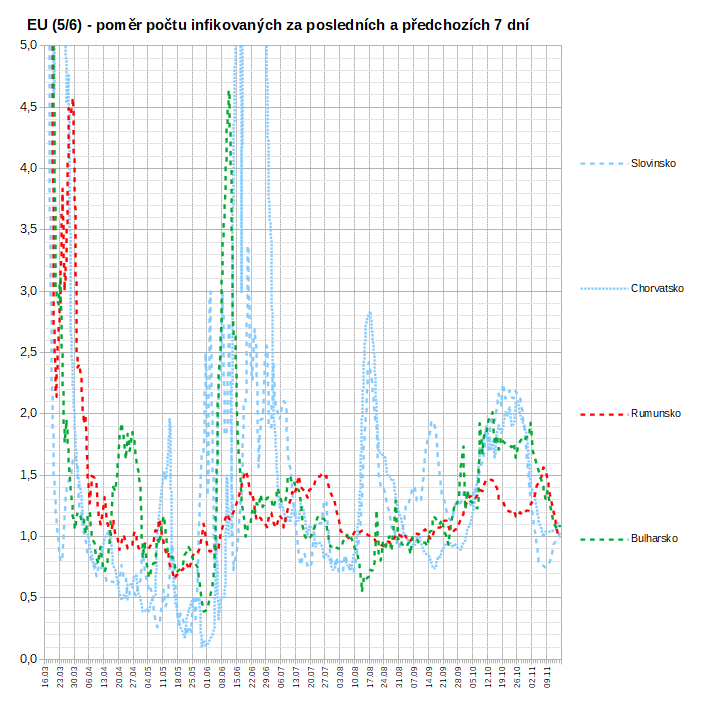 EU (5/6) - poměr počtu infikovaných za posledních a předchozích 7 dní
5,0
4,5
4,0
3,5
3,0
2,5
2,0
1,5
1,0
0,5
0,0
Slovinsko
Chorvatsko
Rumunsko
Bulharsko
16.03 23.03 30.03 06.04 13.04 20.04 27.04 04.05 11.05 18.05 25.05 01.06 08.06 15.06 22.06 29.06 06.07 13.07 20.07 27.07 03.08 10.08 17.08 24.08 31.08 07.09 14.09 21.09 28.09 05.10 12.10 19.10 26.10 02.11 09.11